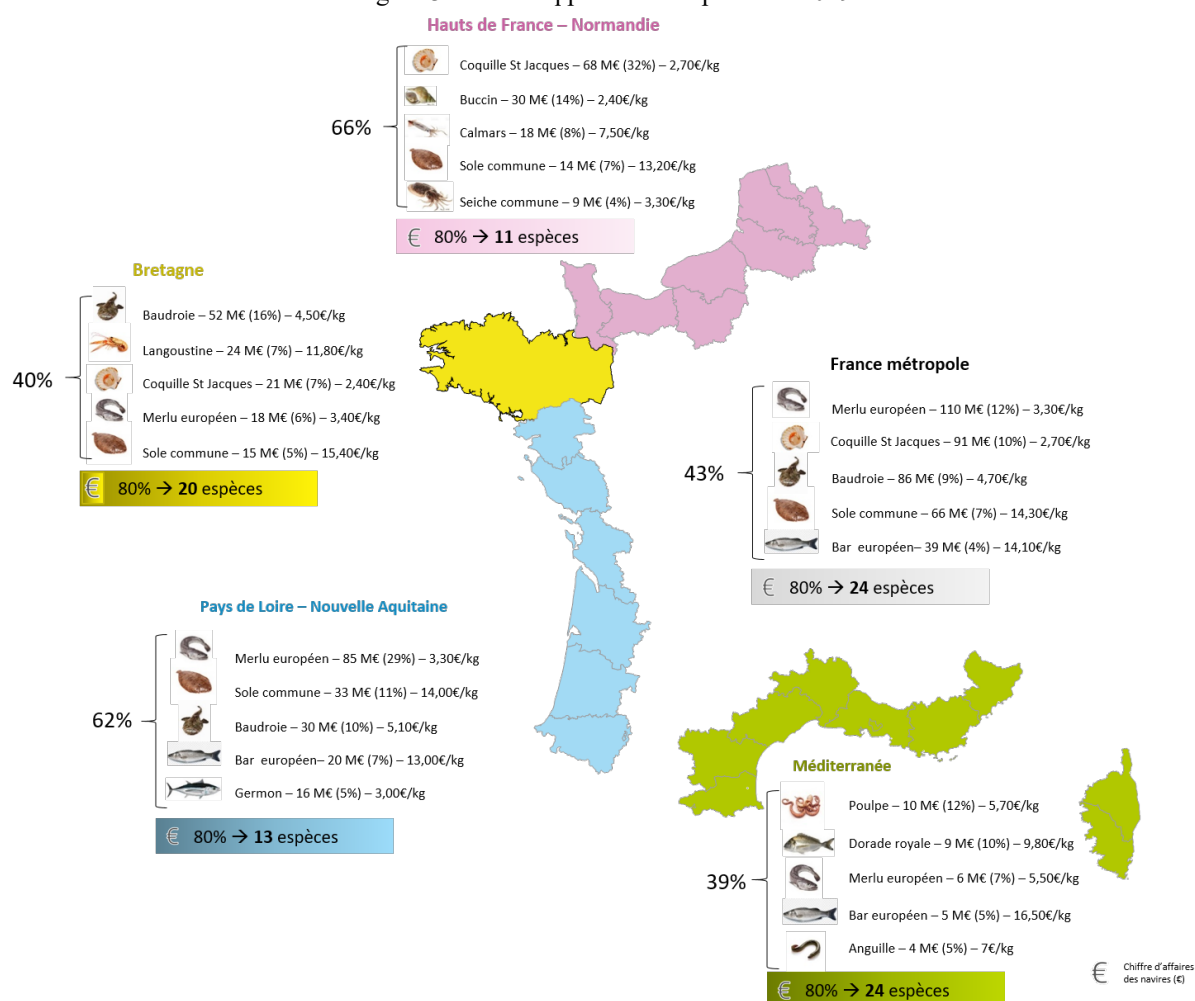 Hauts de France – Normandie
66%
Coquille St Jacques – 68 M€ (32%) – 2,70€/kg
Buccin – 30 M€ (14%) – 2,40€/kg
Calmars – 18 M€ (8%) – 7,50€/kg
Sole commune – 14 M€ (7%) – 13,20€/kg
Seiche commune – 9 M€ (4%) – 3,30€/kg
€ 80% → 11 espèces
Bretagne
40%
Baudroie – 52 M€ (16%) – 4,50€/kg
Langoustine – 24 M€ (7%) – 11,80€/kg
Coquille St Jacques – 21 M€ (7%) – 2,40€/kg
Merlu européen – 18 M€ (6%) – 3,40€/kg
Sole commune – 15 M€ (5%) – 15,40€/kg
€ 80% → 20 espèces
France métropole
43%
Merlu européen – 110 M€ (12%) – 3,30€/kg
Coquille St Jacques – 91 M€ (10%) – 2,70€/kg
Baudroie – 86 M€ (9%) – 4,70€/kg
Sole commune – 66 M€ (7%) – 14,30€/kg
Bar européen– 39 M€ (4%) – 14,10€/kg
€ 80% → 24 espèces
Pays de Loire – Nouvelle Aquitaine
62%
Merlu européen – 85 M€ (29%) – 3,30€/kg
Sole commune – 33 M€ (11%) – 14,00€/kg
Baudroie – 30 M€ (10%) – 5,10€/kg
Bar européen– 20 M€ (7%) – 13,00€/kg
Germon – 16 M€ (5%) – 3,00€/kg
€ 80% → 13 espèces
Méditerranée
39%
Poulpe – 10 M€ (12%) – 5,70€/kg
Dorade royale – 9 M€ (10%) – 9,80€/kg
Merlu européen – 6 M€ (7%) – 5,50€/kg
Bar européen – 5 M€ (5%) – 16,50€/kg
Anguille – 4 M€ (5%) – 7€/kg
€ 80% → 24 espèces
€ Chiffre d'affaires
des navires (€)